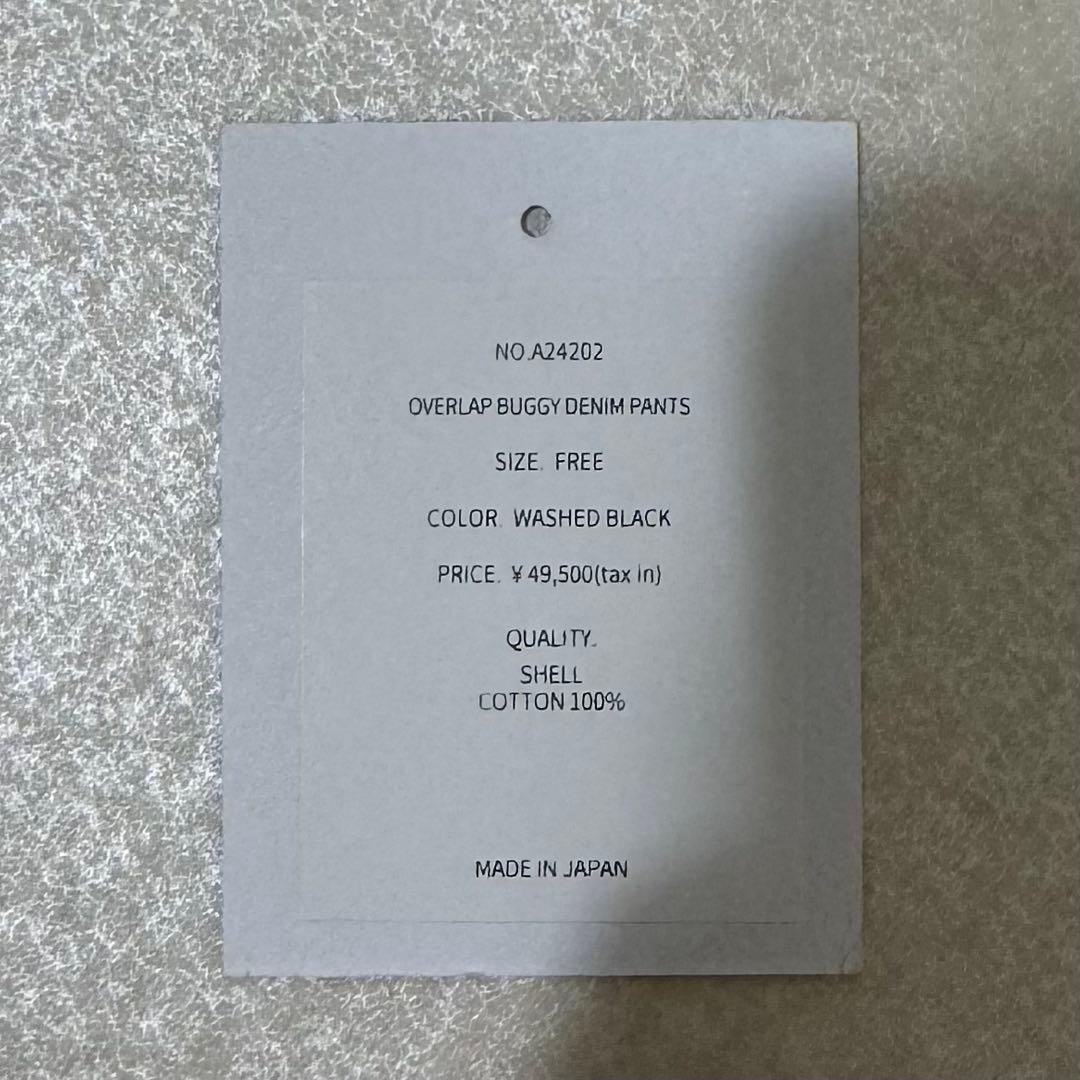 NO.A24202
OVERLAP BUGGY DENIM PANTS
SIZE. FREE
COLOR. WASHED BLACK
PRICE. ¥ 49,500(tax in)
QUALITY.
SHELL
COTTON 100%
MADE IN JAPAN